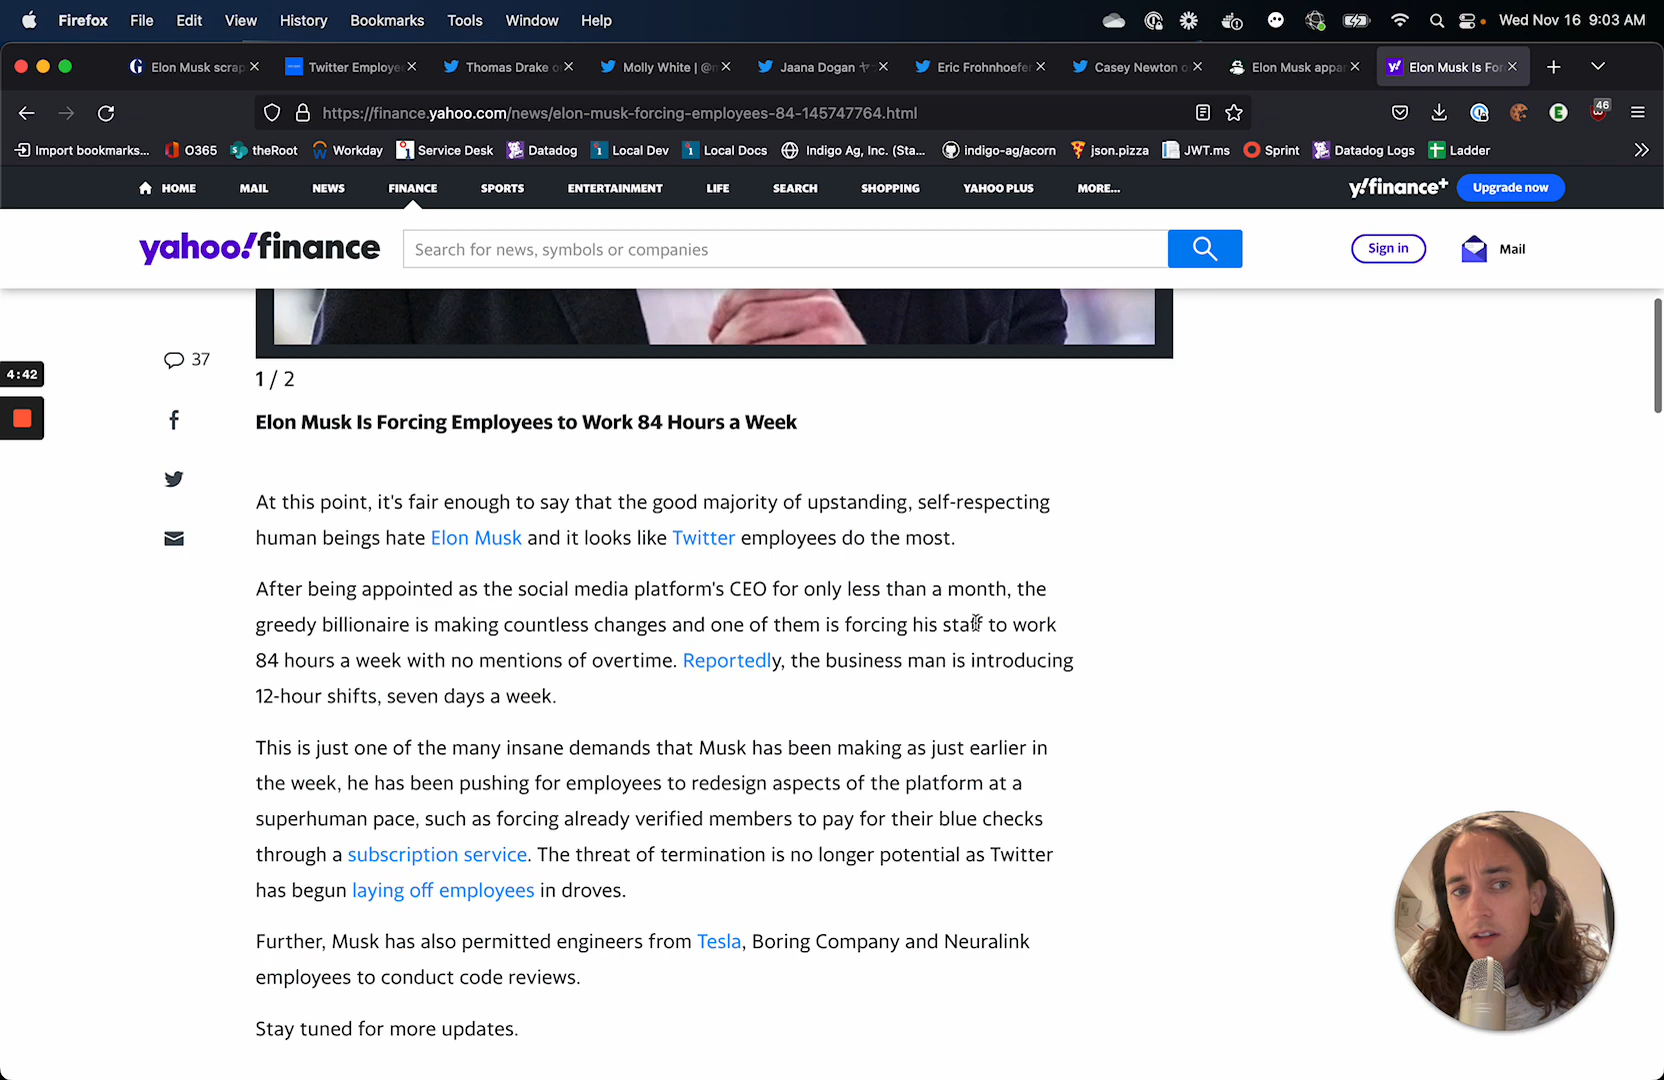 Firefox File Edit View History Bookmarks Tools Window Help Wed Nov 16 9:03 AM
Elon Musk scrap Twitter Employe Thomas Drake o Molly White | @m Jaana Dogan Eric Frohnhoefer Casey Newton o Elon Musk appa Elon Musk Is For
https://finance.yahoo.com/news/elon-musk-forcing-employees-84-145747764.html 46
Import bookmarks... O365 theRoot Workday Service Desk Datadog Local Dev Local Docs Indigo Ag, Inc. (Sta... indigo-ag/acorn json.pizza JWT.ms Sprint Datadog Logs Ladder
HOME MAIL NEWS FINANCE SPORTS ENTERTAINMENT LIFE SEARCH SHOPPING YAHOO PLUS MORE... y!finance+ Upgrade now
yahoo!finance Search for news, symbols or companies Sign in Mail
37
4:42
1 / 2
Elon Musk Is Forcing Employees to Work 84 Hours a Week
At this point, it's fair enough to say that the good majority of upstanding, self-respecting
human beings hate Elon Musk and it looks like Twitter employees do the most.
After being appointed as the social media platform's CEO for only less than a month, the
greedy billionaire is making countless changes and one of them is forcing his staff to work
84 hours a week with no mentions of overtime. Reportedly, the business man is introducing
12-hour shifts, seven days a week.
This is just one of the many insane demands that Musk has been making as just earlier in
the week, he has been pushing for employees to redesign aspects of the platform at a
superhuman pace, such as forcing already verified members to pay for their blue checks
through a subscription service. The threat of termination is no longer potential as Twitter
has begun laying off employees in droves.
Further, Musk has also permitted engineers from Tesla, Boring Company and Neuralink
employees to conduct code reviews.
Stay tuned for more updates.